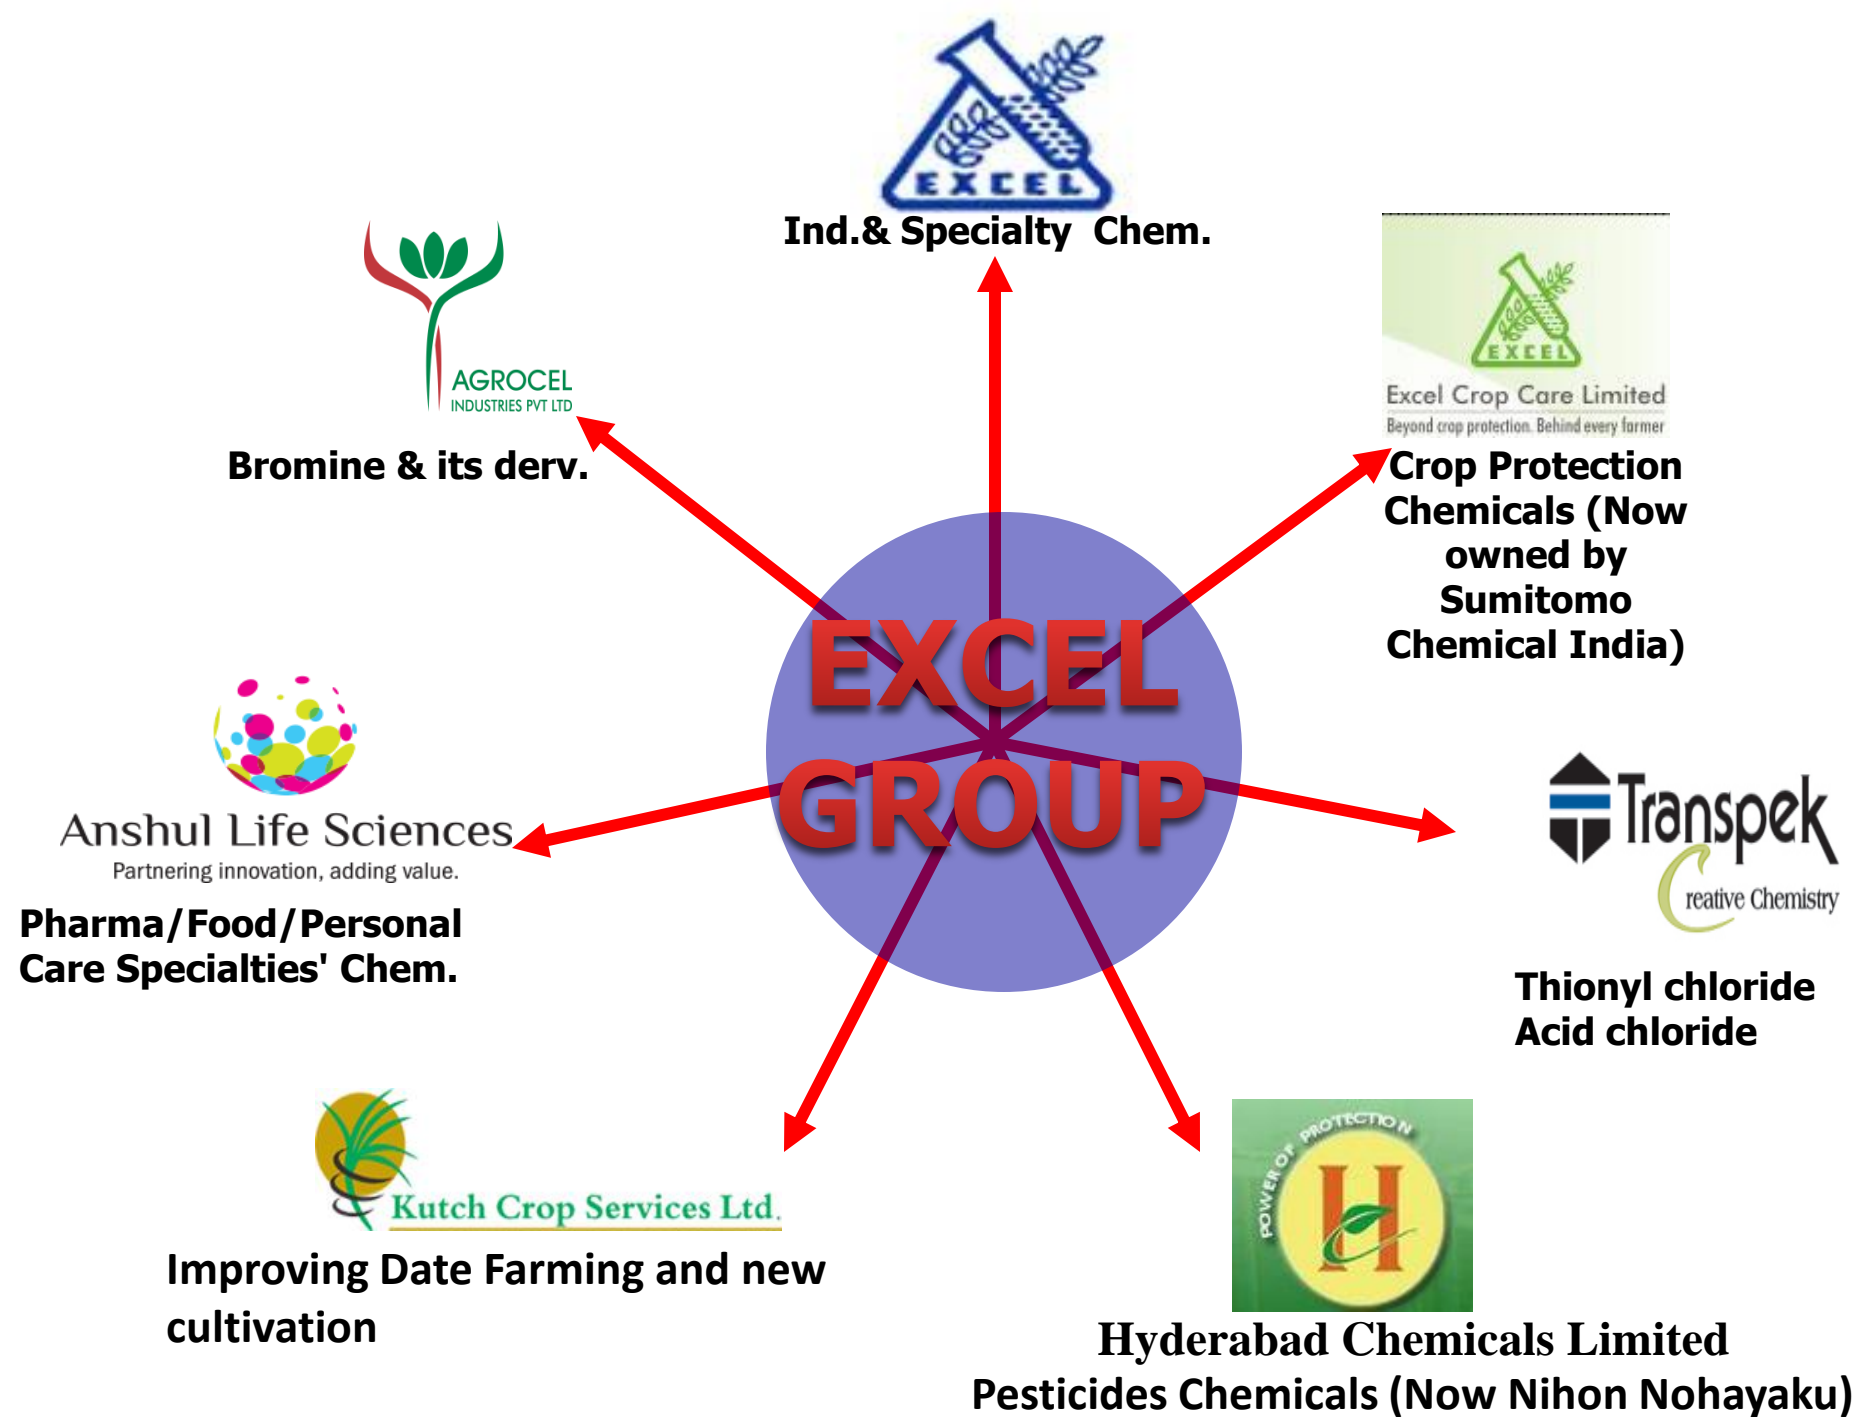 EXCEL
Ind.& Specialty Chem.
AGROCEL
INDUSTRIES PVT LTD
Bromine & its derv.
EXCEL
Excel Crop Care Limited
Beyond crop protection. Behind every farmer
Crop Protection
Chemicals (Now
owned by
Sumitomo
Chemical India)
EXCEL
GROUP
Anshul Life Sciences
Partnering innovation, adding value.
Pharma/Food/Personal
Care Specialties' Chem.
Transpek
Creative Chemistry
Thionyl chloride
Acid chloride
Kutch Crop Services Ltd.
Improving Date Farming and new
cultivation
POWER OF PROTECTION
H
Hyderabad Chemicals Limited
Pesticides Chemicals (Now Nihon Nohayaku)